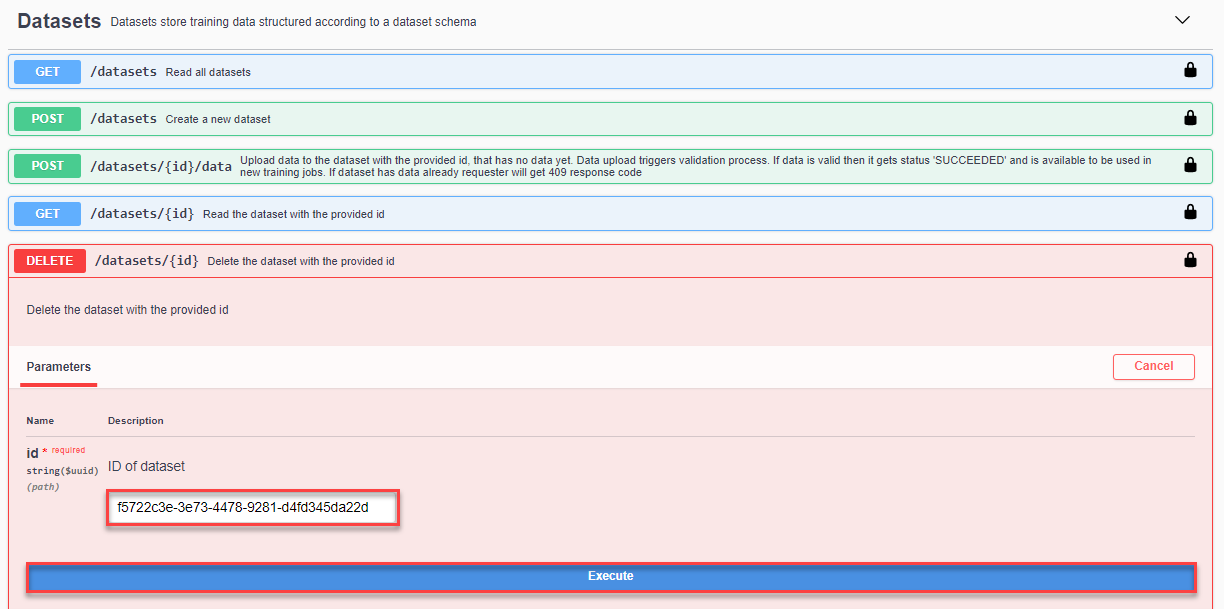 Datasets Datasets store training data structured according to a dataset schema
GET /datasets Read all datasets
POST /datasets Create a new dataset
POST /datasets/{id}/data Upload data to the dataset with the provided id, that has no data yet. Data upload triggers validation process. If data is valid then it gets status 'SUCCEEDED' and is available to be used in
new training jobs. If dataset has data already requester will get 409 response code
GET /datasets/{id} Read the dataset with the provided id
DELETE /datasets/{id} Delete the dataset with the provided id
Delete the dataset with the provided id
Parameters Cancel
Name Description
id * required
string($uuid) ID of dataset
(path)
f5722c3e-3e73-4478-9281-d4fd345da22d
Execute